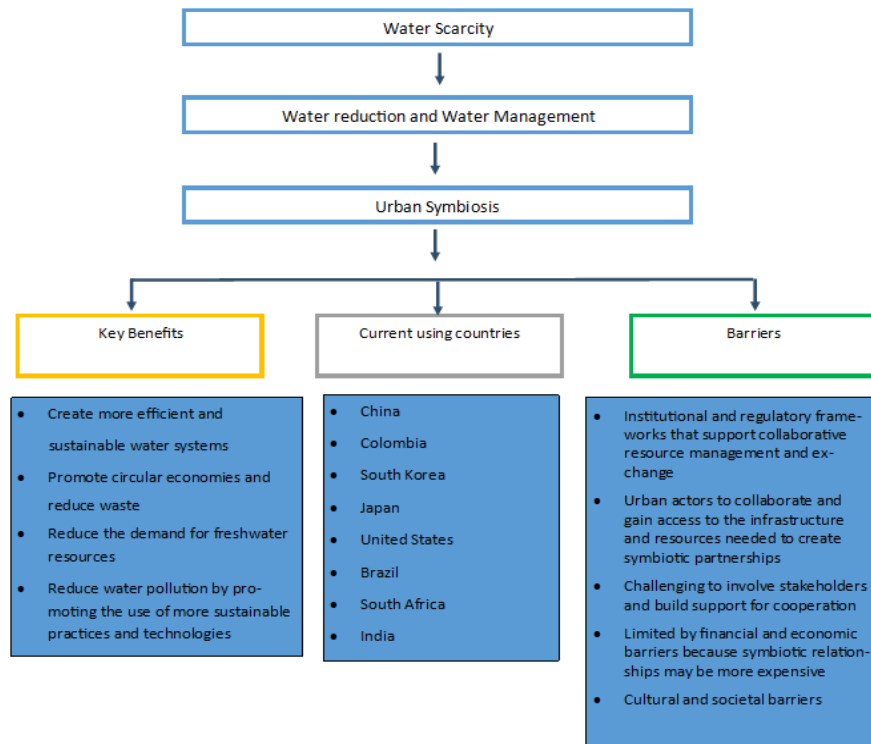 Water Scarcity
Water reduction and Water Management
Urban Symbiosis
Key Benefits
Current using countries
Barriers
• Create more efficient and
sustainable water systems
• Promote circular economies and
reduce waste
• Reduce the demand for freshwater
resources
• Reduce water pollution by pro-
moting the use of more sustainable
practices and technologies
• China
• Colombia
• South Korea
• Japan
• United States
• Brazil
• South Africa
• India
• Institutional and regulatory frame-
works that support collaborative
resource management and ex-
change
• Urban actors to collaborate and
gain access to the infrastructure
and resources needed to create
symbiotic partnerships
• Challenging to involve stakeholders
and build support for cooperation
• Limited by financial and economic
barriers because symbiotic relation-
ships may be more expensive
• Cultural and societal barriers